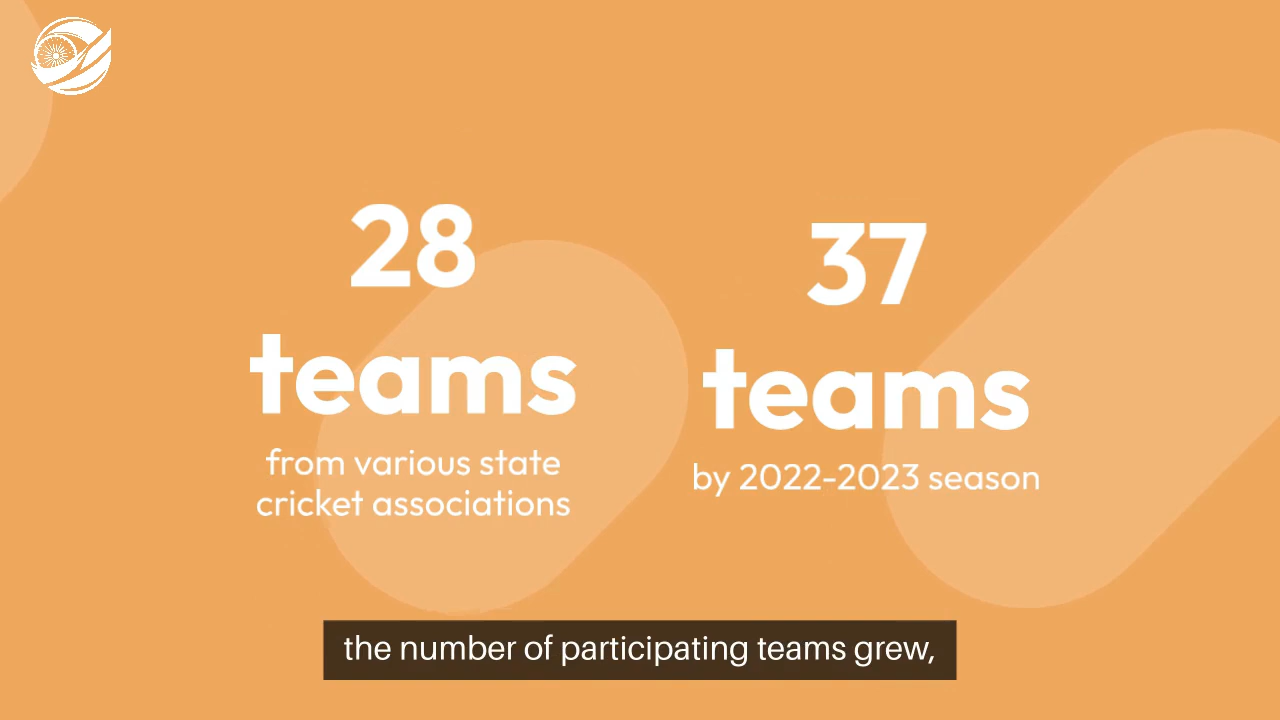 28
teams
from various state
cricket associations
37
teams
by 2022-2023 season
the number of participating teams grew,